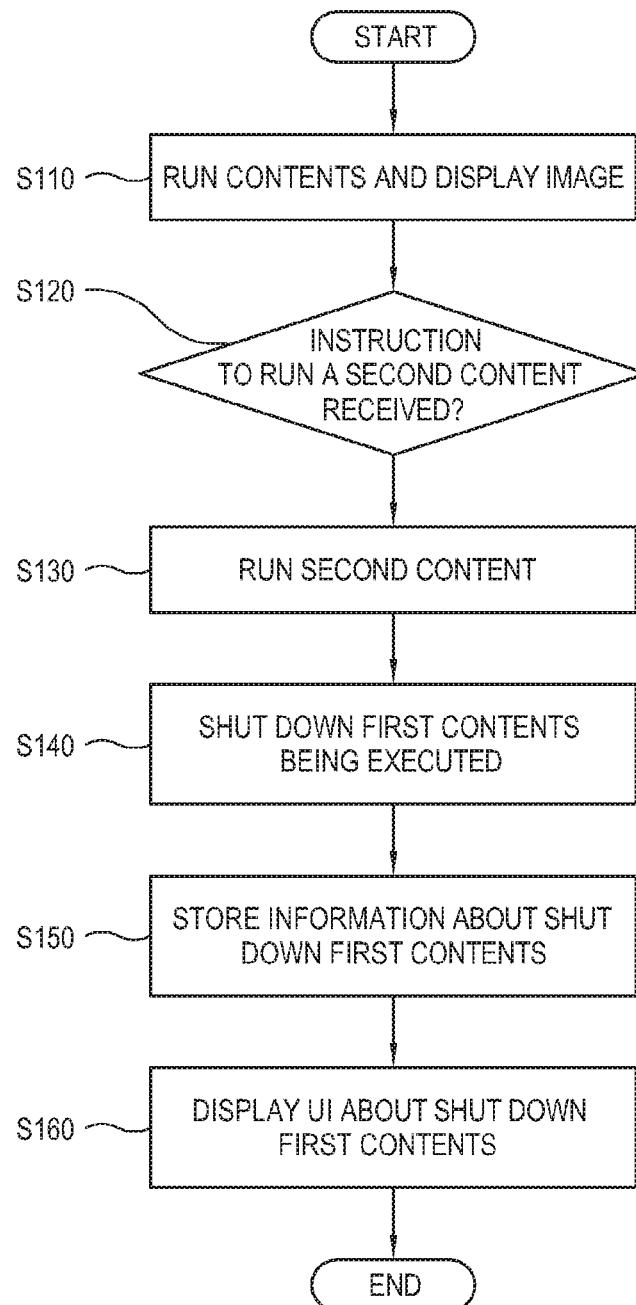 START
S110
RUN CONTENTS AND DISPLAY IMAGE
S120
INSTRUCTION
TO RUN A SECOND CONTENT
RECEIVED?
S130
RUN SECOND CONTENT
S140
SHUT DOWN FIRST CONTENTS
BEING EXECUTED
S150
STORE INFORMATION ABOUT SHUT
DOWN FIRST CONTENTS
S160
DISPLAY UI ABOUT SHUT DOWN
FIRST CONTENTS
END